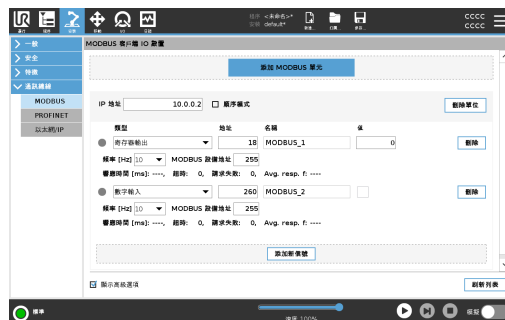 程序 <未命名>*
安裝 default*
CCCC
CCCC
運行 程序 安裝 移動 I/O 日誌 新建... 打開... 保存...
一般
安全
特徵
通訊總線
MODBUS
PROFINET
以太網/IP
MODBUS 客戶端 IO 設置
添加 MODBUS 單元
IP 地址 10.0.0.2 順序模式 刪除單位
類型 地址 名稱 值
寄存器輸出 18 MODBUS_1 0 刪除
頻率 [Hz] 10 MODBUS 設備地址 255
響應時間 [ms]: ----, 超時: 0, 請求失敗: 0, Avg. resp. f: ----
數字輸入 260 MODBUS_2 刪除
頻率 [Hz] 10 MODBUS 設備地址 255
響應時間 [ms]: ----, 超時: 0, 請求失敗: 0, Avg. resp. f: ----
添加新信號
顯示高級選項
刷新列表
標準
速度 100%
模擬